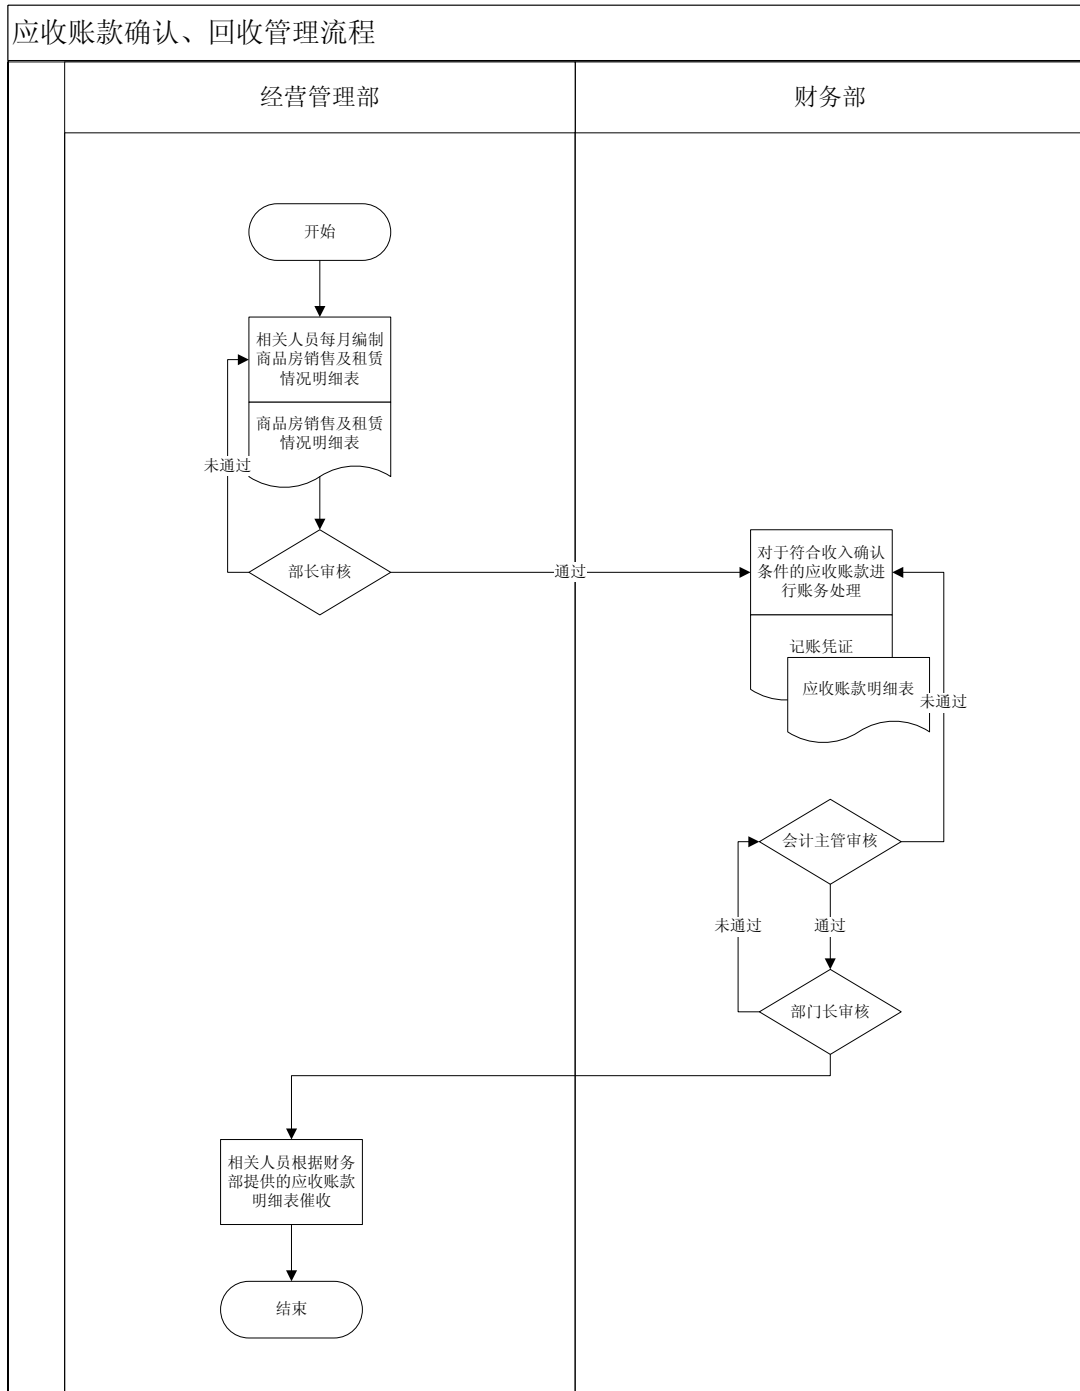 应收账款确认、回收管理流程
经营管理部
财务部
开始
相关人员每月编制
商品房销售及租赁
情况明细表
商品房销售及租赁
情况明细表
未通过
部长审核
通过
对于符合收入确认
条件的应收账款进
行账务处理
记账凭证
应收账款明细表
未通过
会计主管审核
未通过
通过
部门长审核
相关人员根据财务
部提供的应收账款
明细表催收
结束